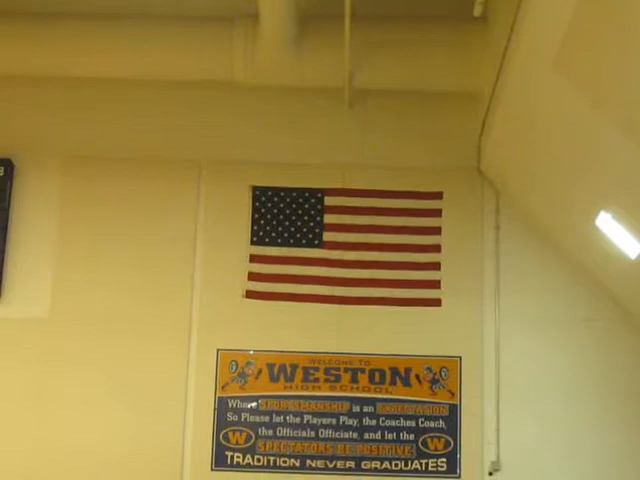 WELCOME TO
WESTON
HIGH SCHOOL
Where SPORTSMANSHIP is an EXPECTATION
So Please let the Players Play, the Coaches Coach,
the Officials Officiate, and let the
W
W
SPECTATORS BE POSITIVE.
TRADITION NEVER GRADUATES